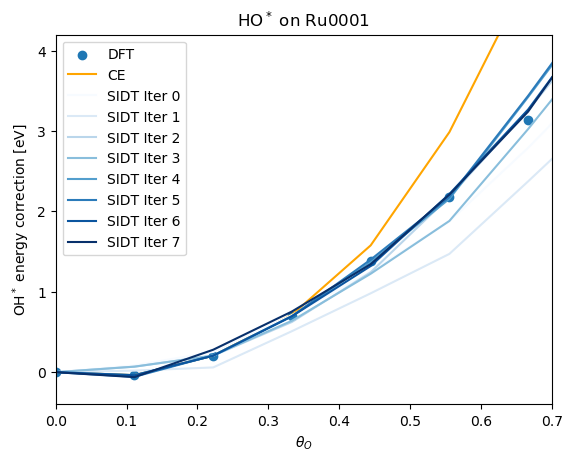 HO* on Ru0001
OH* energy correction [eV]
4
3
2
1
0
DFT
CE
SIDT Iter 0
SIDT Iter 1
SIDT Iter 2
SIDT Iter 3
SIDT Iter 4
SIDT Iter 5
SIDT Iter 6
SIDT Iter 7
0.0 0.1 0.2 0.3 0.4 0.5 0.6 0.7
θO